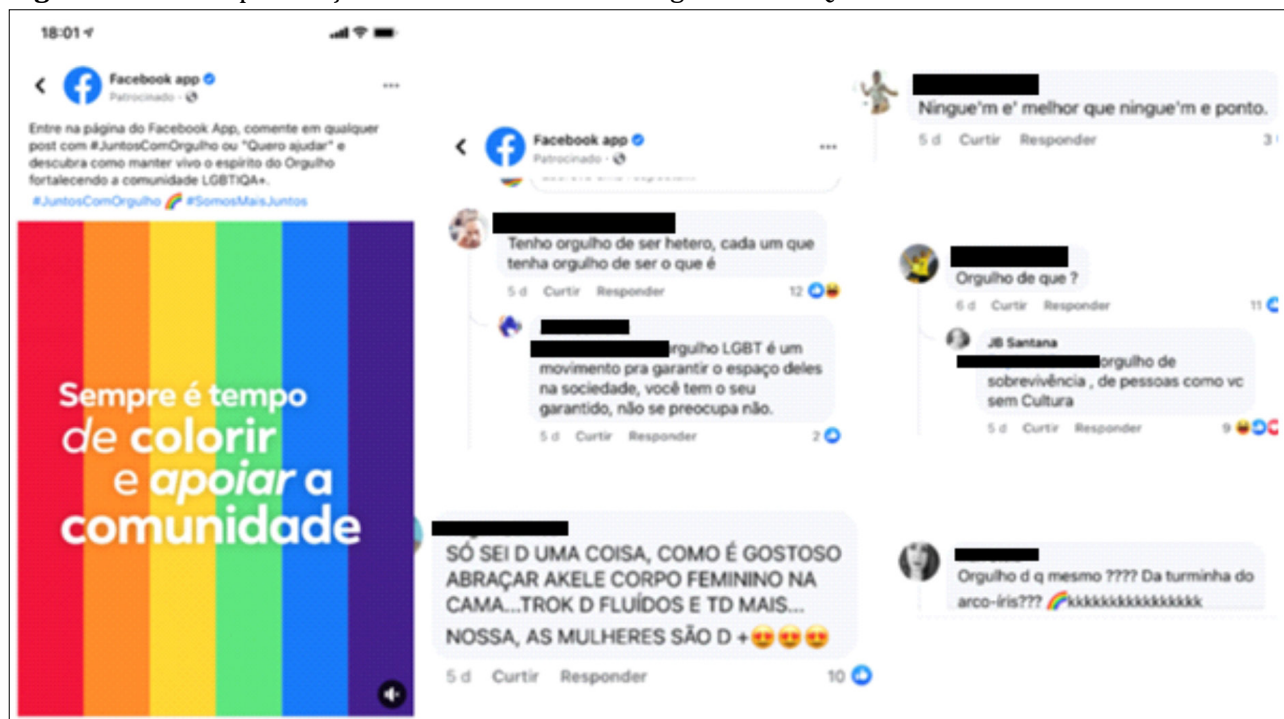 18:01
Facebook app
Patrocinado
Entre na página do Facebook App, comente em qualquer
post com #JuntosComOrgulho ou "Quero ajudar" e
descubra como manter vivo o espírito do Orgulho
fortalecendo a comunidade LGBTIQA+.
#JuntosComOrgulho 🌈 #SomosMaisJuntos
Sempre é tempo
de colorir
e apoiar a
comunidade
Facebook app
Patrocinado
Tenho orgulho de ser hetero, cada um que
tenha orgulho de ser o que é
5 d Curtir Responder 12
rgulho LGBT é um
movimento pra garantir o espaço deles
na sociedade, você tem o seu
garantido, não se preocupa não.
5 d Curtir Responder 2
SÓ SEI D UMA COISA, COMO É GOSTOSO
ABRAÇAR AKELE CORPO FEMININO NA
CAMA...TROK D FLUÍDOS E TD MAIS...
NOSSA, AS MULHERES SÃO D +😍😍😍
5 d Curtir Responder 10
Ningue'm e' melhor que ningue'm e ponto.
5 d Curtir Responder 3
Orgulho de que ?
6 d Curtir Responder 11
JB Santana
orgulho de
sobrevivência , de pessoas como vc
sem Cultura
5 d Curtir Responder 9
Orgulho d q mesmo ???? Da turminha do
arco-íris??? 🌈kkkkkkkkkkkkkkkk